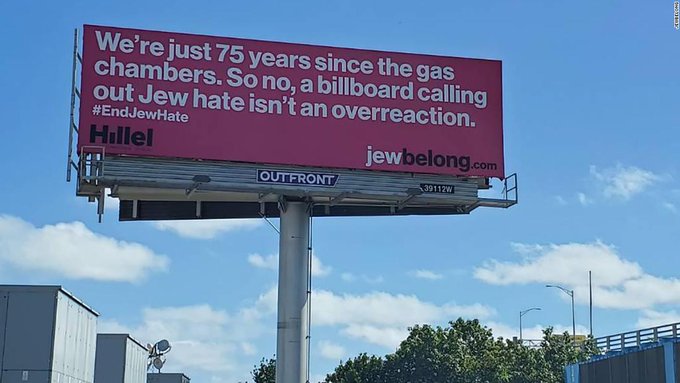 We're just 75 years since the gas
chambers. So no, a billboard calling
out Jew hate isn't an overreaction.
#EndJewHate
Hillel
jewbelong.com
OUTFRONT/
39112W
JEWBELONG